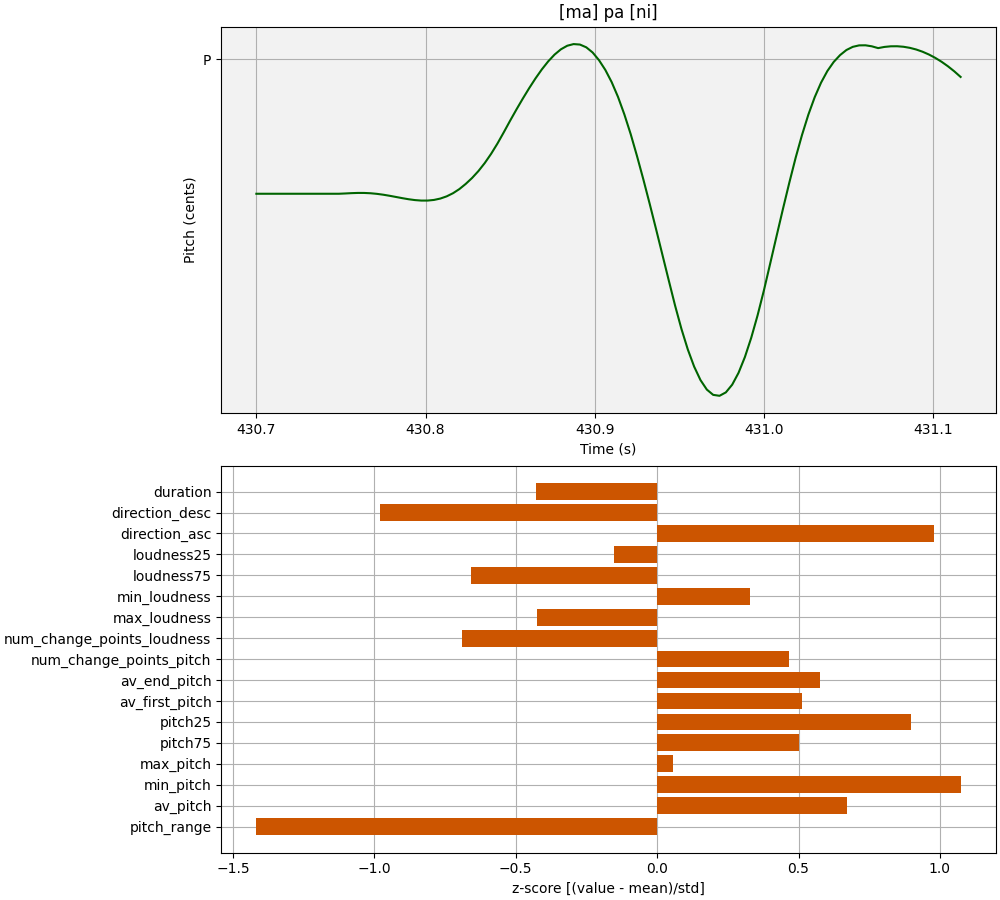 [ma] pa [ni]
P
Pitch (cents)
430.7 430.8 430.9 431.0 431.1
Time (s)
duration
direction_desc
direction_asc
loudness25
loudness75
min_loudness
max_loudness
num_change_points_loudness
num_change_points_pitch
av_end_pitch
av_first_pitch
pitch25
pitch75
max_pitch
min_pitch
av_pitch
pitch_range
−1.5 −1.0 −0.5 0.0 0.5 1.0
z-score [(value - mean)/std]